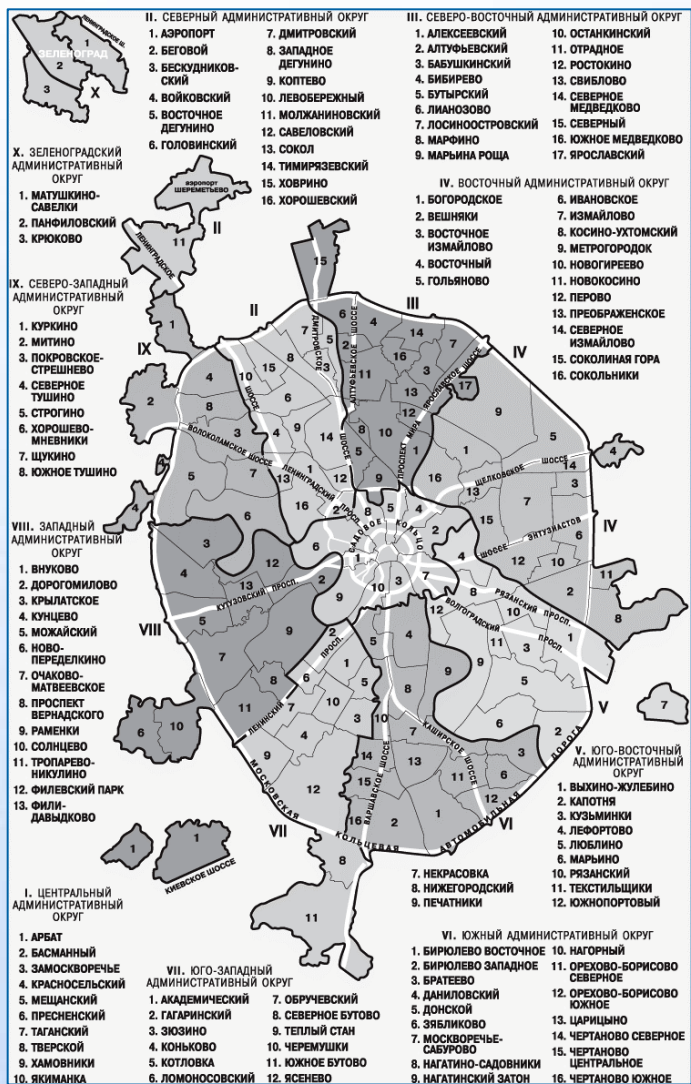 II. СЕВЕРНЫЙ АДМИНИСТРАТИВНЫЙ ОКРУГ
1. АЭРОПОРТ
2. БЕГОВОЙ
3. БЕСКУДНИКОВ-
СКИЙ
4. ВОЙКОВСКИЙ
5. ВОСТОЧНОЕ
ДЕГУНИНО
6. ГОЛОВИНСКИЙ
7. ДМИТРОВСКИЙ
8. ЗАПАДНОЕ
ДЕГУНИНО
9. КОПТЕВО
10. ЛЕВОБЕРЕЖНЫЙ
11. МОЛЖАНИНОВСКИЙ
12. САВЕЛОВСКИЙ
13. СОКОЛ
14. ТИМИРЯЗЕВСКИЙ
15. ХОВРИНО
16. ХОРОШЕВСКИЙ
III. СЕВЕРО-ВОСТОЧНЫЙ АДМИНИСТРАТИВНЫЙ ОКРУГ
1. АЛЕКСЕЕВСКИЙ
2. АЛТУФЬЕВСКИЙ
3. БАБУШКИНСКИЙ
4. БИБИРЕВО
5. БУТЫРСКИЙ
6. ЛИАНОЗОВО
7. ЛОСИНООСТРОВСКИЙ
8. МАРФИНО
9. МАРЬИНА РОЩА
10. ОСТАНКИНСКИЙ
11. ОТРАДНОЕ
12. РОСТОКИНО
13. СВИБЛОВО
14. СЕВЕРНОЕ
МЕДВЕДКОВО
15. СЕВЕРНЫЙ
16. ЮЖНОЕ МЕДВЕДКОВО
17. ЯРОСЛАВСКИЙ
IV. ВОСТОЧНЫЙ АДМИНИСТРАТИВНЫЙ ОКРУГ
1. БОГОРОДСКОЕ
2. ВЕШНЯКИ
3. ВОСТОЧНОЕ
ИЗМАЙЛОВО
4. ВОСТОЧНЫЙ
5. ГОЛЬЯНОВО
6. ИВАНОВСКОЕ
7. ИЗМАЙЛОВО
8. КОСИНО-УХТОМСКИЙ
9. МЕТРОГОРОДОК
10. НОВОГИРЕЕВО
11. НОВОКОСИНО
12. ПЕРОВО
13. ПРЕОБРАЖЕНСКОЕ
14. СЕВЕРНОЕ
ИЗМАЙЛОВО
15. СОКОЛИНАЯ ГОРА
16. СОКОЛЬНИКИ
ЛЕНИНГРАДСКОЕ Ш.
ЗЕЛЕНОГРАД
1
2
3
X
X. ЗЕЛЕНОГРАДСКИЙ
АДМИНИСТРАТИВНЫЙ
ОКРУГ
1. МАТУШКИНО-
САВЕЛКИ
2. ПАНФИЛОВСКИЙ
3. КРЮКОВО
IX. СЕВЕРО-ЗАПАДНЫЙ
АДМИНИСТРАТИВНЫЙ
ОКРУГ
1. КУРКИНО
2. МИТИНО
3. ПОКРОВСКОЕ-
СТРЕШНЕВО
4. СЕВЕРНОЕ
ТУШИНО
5. СТРОГИНО
6. ХОРОШЕВО-
МНЕВНИКИ
7. ЩУКИНО
8. ЮЖНОЕ ТУШИНО
VIII. ЗАПАДНЫЙ
АДМИНИСТРАТИВНЫЙ
ОКРУГ
1. ВНУКОВО
2. ДОРОГОМИЛОВО
3. КРЫЛАТСКОЕ
4. КУНЦЕВО
5. МОЖАЙСКИЙ
6. НОВО-
ПЕРЕДЕЛКИНО
7. ОЧАКОВО-
МАТВЕЕВСКОЕ
8. ПРОСПЕКТ
ВЕРНАДСКОГО
9. РАМЕНКИ
10. СОЛНЦЕВО
11. ТРОПАРЕВО-
НИКУЛИНО
12. ФИЛЕВСКИЙ ПАРК
13. ФИЛИ-
ДАВЫДКОВО
аэропорт
ШЕРЕМЕТЬЕВО
ЛЕНИНГРАДСКОЕ
ШОССЕ
ДМИТРОВСКОЕ
ШОССЕ
АЛТУФЬЕВСКОЕ ШОССЕ
ПРОСПЕКТ МИРА
ЯРОСЛАВСКОЕ ШОССЕ
ВОЛОКОЛАМСКОЕ ШОССЕ
ЛЕНИНГРАДСКИЙ ПРОСП.
ЩЕЛКОВСКОЕ ШОССЕ
САДОВОЕ КОЛЬЦО
ШОССЕ ЭНТУЗИАСТОВ
КУТУЗОВСКИЙ ПРОСП.
РЯЗАНСКИЙ ПРОСП.
ВОЛГОГРАДСКИЙ ПРОСП.
ЛЕНИНСКИЙ ПРОСП.
ВАРШАВСКОЕ ШОССЕ
КАШИРСКОЕ ШОССЕ
МОСКОВСКАЯ КОЛЬЦЕВАЯ АВТОМОБИЛЬНАЯ ДОРОГА
КИЕВСКОЕ ШОССЕ
II
III
IV
IX
IV
VIII
V
VI
VII
V. ЮГО-ВОСТОЧНЫЙ
АДМИНИСТРАТИВНЫЙ
ОКРУГ
1. ВЫХИНО-ЖУЛЕБИНО
2. КАПОТНЯ
3. КУЗЬМИНКИ
4. ЛЕФОРТОВО
5. ЛЮБЛИНО
6. МАРЬИНО
7. НЕКРАСОВКА
8. НИЖЕГОРОДСКИЙ
9. ПЕЧАТНИКИ
10. РЯЗАНСКИЙ
11. ТЕКСТИЛЬЩИКИ
12. ЮЖНОПОРТОВЫЙ
I. ЦЕНТРАЛЬНЫЙ
АДМИНИСТРАТИВНЫЙ
ОКРУГ
1. АРБАТ
2. БАСМАННЫЙ
3. ЗАМОСКВОРЕЧЬЕ
4. КРАСНОСЕЛЬСКИЙ
5. МЕЩАНСКИЙ
6. ПРЕСНЕНСКИЙ
7. ТАГАНСКИЙ
8. ТВЕРСКОЙ
9. ХАМОВНИКИ
10. ЯКИМАНКА
VII. ЮГО-ЗАПАДНЫЙ
АДМИНИСТРАТИВНЫЙ ОКРУГ
1. АКАДЕМИЧЕСКИЙ
2. ГАГАРИНСКИЙ
3. ЗЮЗИНО
4. КОНЬКОВО
5. КОТЛОВКА
6. ЛОМОНОСОВСКИЙ
7. ОБРУЧЕВСКИЙ
8. СЕВЕРНОЕ БУТОВО
9. ТЕПЛЫЙ СТАН
10. ЧЕРЕМУШКИ
11. ЮЖНОЕ БУТОВО
12. ЯСЕНЕВО
VI. ЮЖНЫЙ АДМИНИСТРАТИВНЫЙ ОКРУГ
1. БИРЮЛЕВО ВОСТОЧНОЕ
2. БИРЮЛЕВО ЗАПАДНОЕ
3. БРАТЕЕВО
4. ДАНИЛОВСКИЙ
5. ДОНСКОЙ
6. ЗЯБЛИКОВО
7. МОСКВОРЕЧЬЕ-
САБУРОВО
8. НАГАТИНО-САДОВНИКИ
9. НАГАТИНСКИЙ ЗАТОН
10. НАГОРНЫЙ
11. ОРЕХОВО-БОРИСОВО
СЕВЕРНОЕ
12. ОРЕХОВО-БОРИСОВО
ЮЖНОЕ
13. ЦАРИЦЫНО
14. ЧЕРТАНОВО СЕВЕРНОЕ
15. ЧЕРТАНОВО
ЦЕНТРАЛЬНОЕ
16. ЧЕРТАНОВО ЮЖНОЕ